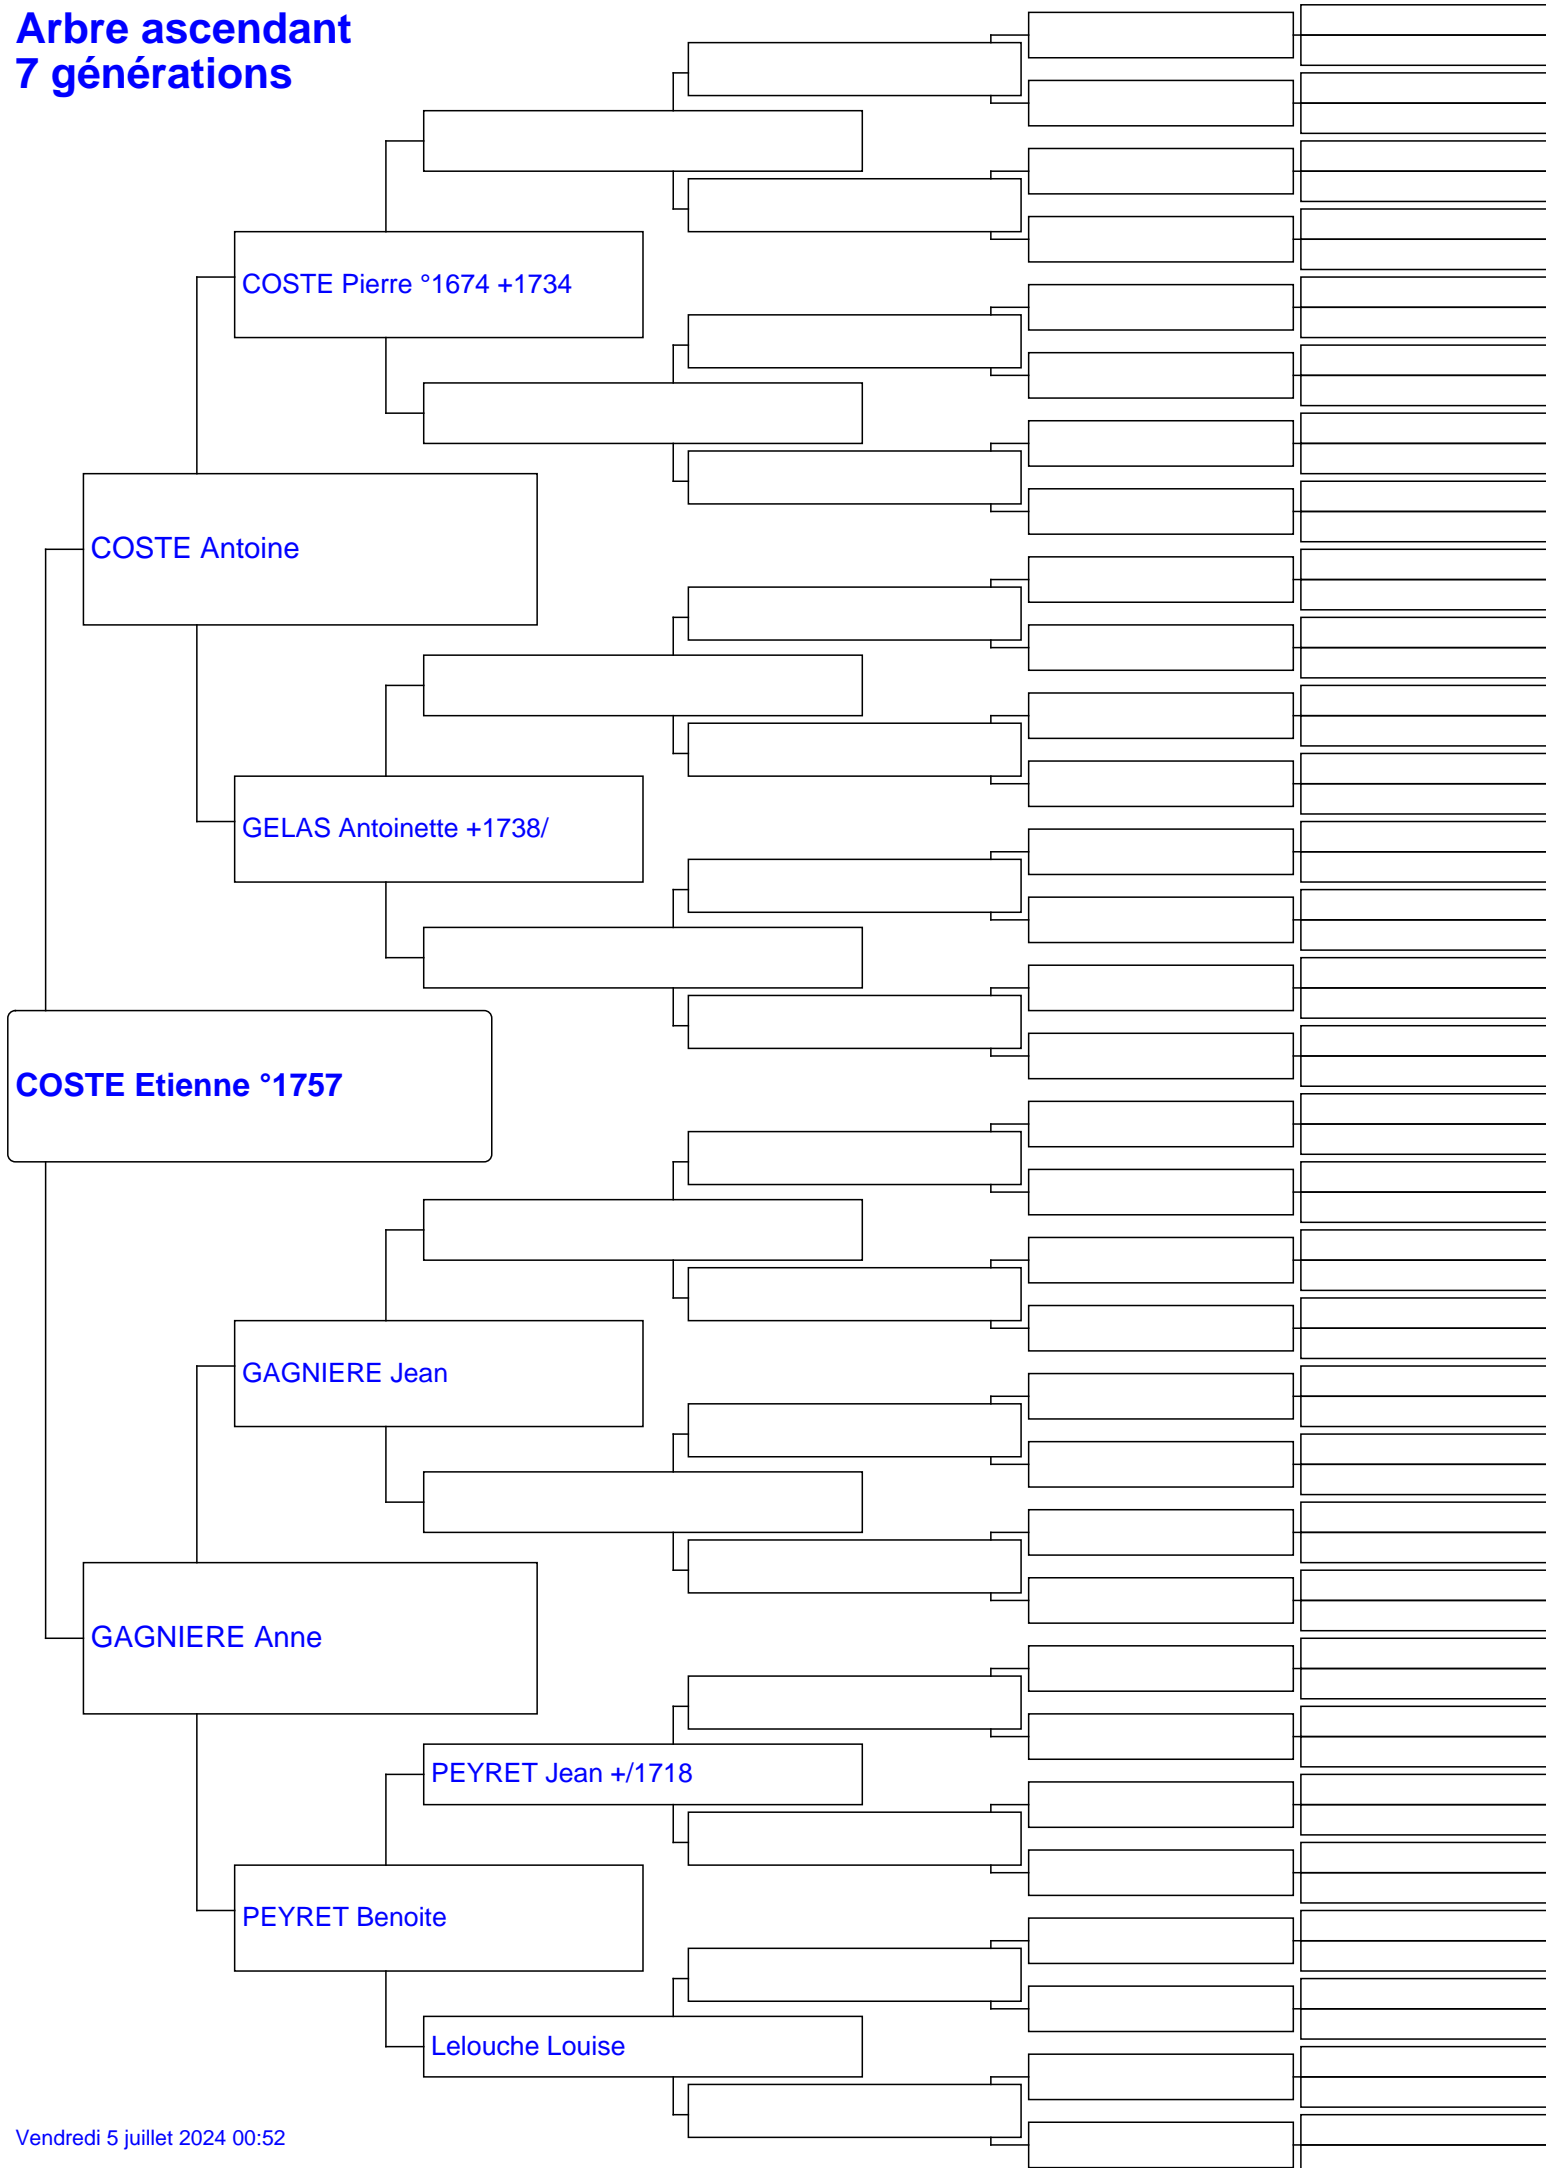 Arbre ascendant
7 générations
COSTE Pierre °1674 +1734
COSTE Antoine
GELAS Antoinette +1738/
COSTE Etienne °1757
GAGNIERE Jean
GAGNIERE Anne
PEYRET Jean +/1718
PEYRET Benoite
Lelouche Louise
Vendredi 5 juillet 2024 00:52